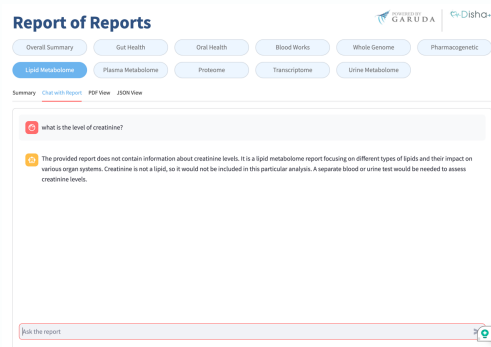 Report of Reports
POWERED BY
GARUDA
Disha
Overall Summary
Gut Health
Oral Health
Blood Works
Whole Genome
Pharmacogenetic
Lipid Metabolome
Plasma Metabolome
Proteome
Transcriptome
Urine Metabolome
Summary
Chat with Report
PDF View
JSON View
what is the level of creatinine?
The provided report does not contain information about creatinine levels. It is a lipid metabolome report focusing on different types of lipids and their impact on
various organ systems. Creatinine is not a lipid, so it would not be included in this particular analysis. A separate blood or urine test would be needed to assess
creatinine levels.
Ask the report